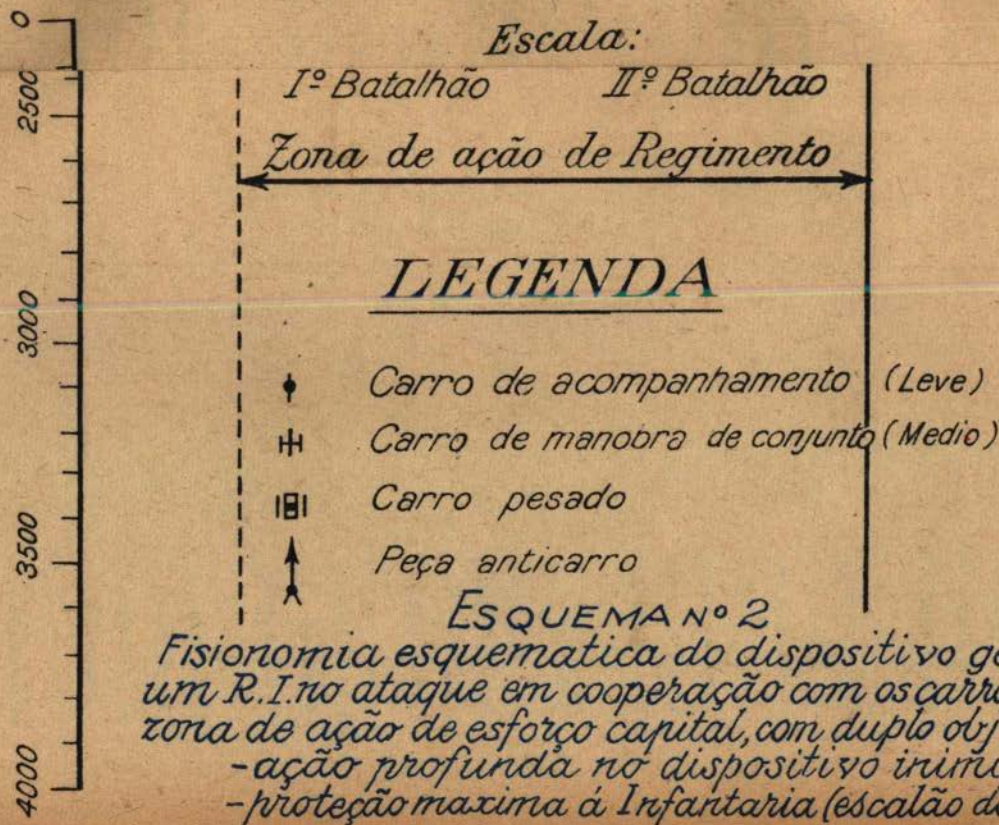 0
2500
3000
3500
4000
Escala:
Iº Batalhão IIº Batalhão
Zona de ação de Regimento
LEGENDA
Carro de acompanhamento (Leve)
Carro de manobra de conjunto (Medio)
Carro pesado
Peça anticarro
ESQUEMA Nº 2
Fisionomia esquematica do dispositivo
um R.I. no ataque em cooperação com os
zona de ação de esforço capital, com duplo
-ação profunda no dispositivo
-proteção maxima á Infantaria (escalão